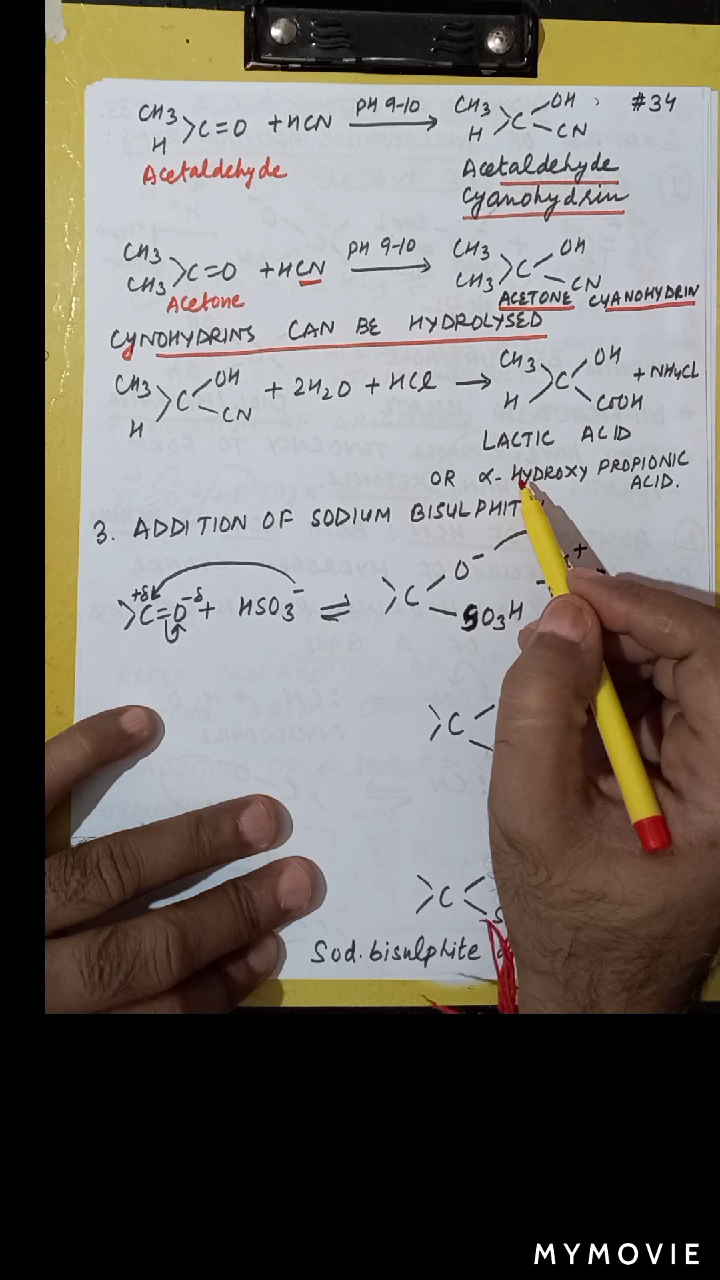 #34
CH3 H >C=O +HCN pH 9-10 → CH3 H >C OH CN
Acetaldehyde Acetaldehyde
Cyanohydrin
CH3 CH3 >C=O +HCN pH 9-10 → CH3 CH3 >C OH CN
Acetone ACETONE CYANOHYDRIN
CYNOHYDRINS CAN BE HYDROLYSED
CH3 H >C OH CN + 2H2O + HCl → CH3 H >C OH COOH + NH4Cl
LACTIC ACID
OR α-HYDROXY PROPIONIC
ACID.
3. ADDITION OF SODIUM BISULPHIT
>C=O +δ -δ + HSO3- ⇌ >C O- SO3H +
>C
>C
Sod. bisulphite
MYMOVIE